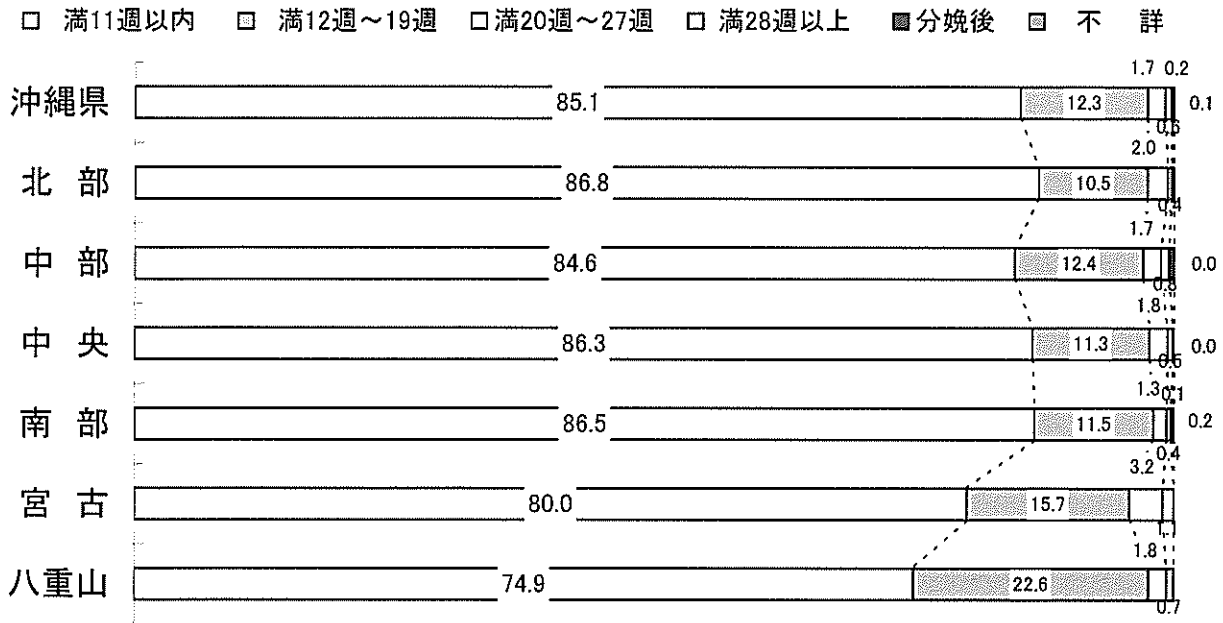 □ 満11週以内 □ 満12週～19週 □満20週～27週 □ 満28週以上 ■分娩後 □ 不 詳
1.7 0.2
沖縄県 85.1 12.3 0.1
0.6
2.0
北 部 86.8 10.5
0.4
1.7
中 部 84.6 12.4 0.0
0.8
1.8
中 央 86.3 11.3 0.0
0.5
1.3 0.1
南 部 86.5 11.5 0.2
0.4
3.2
宮 古 80.0 15.7
1.1
1.8
八重山 74.9 22.6
0.7